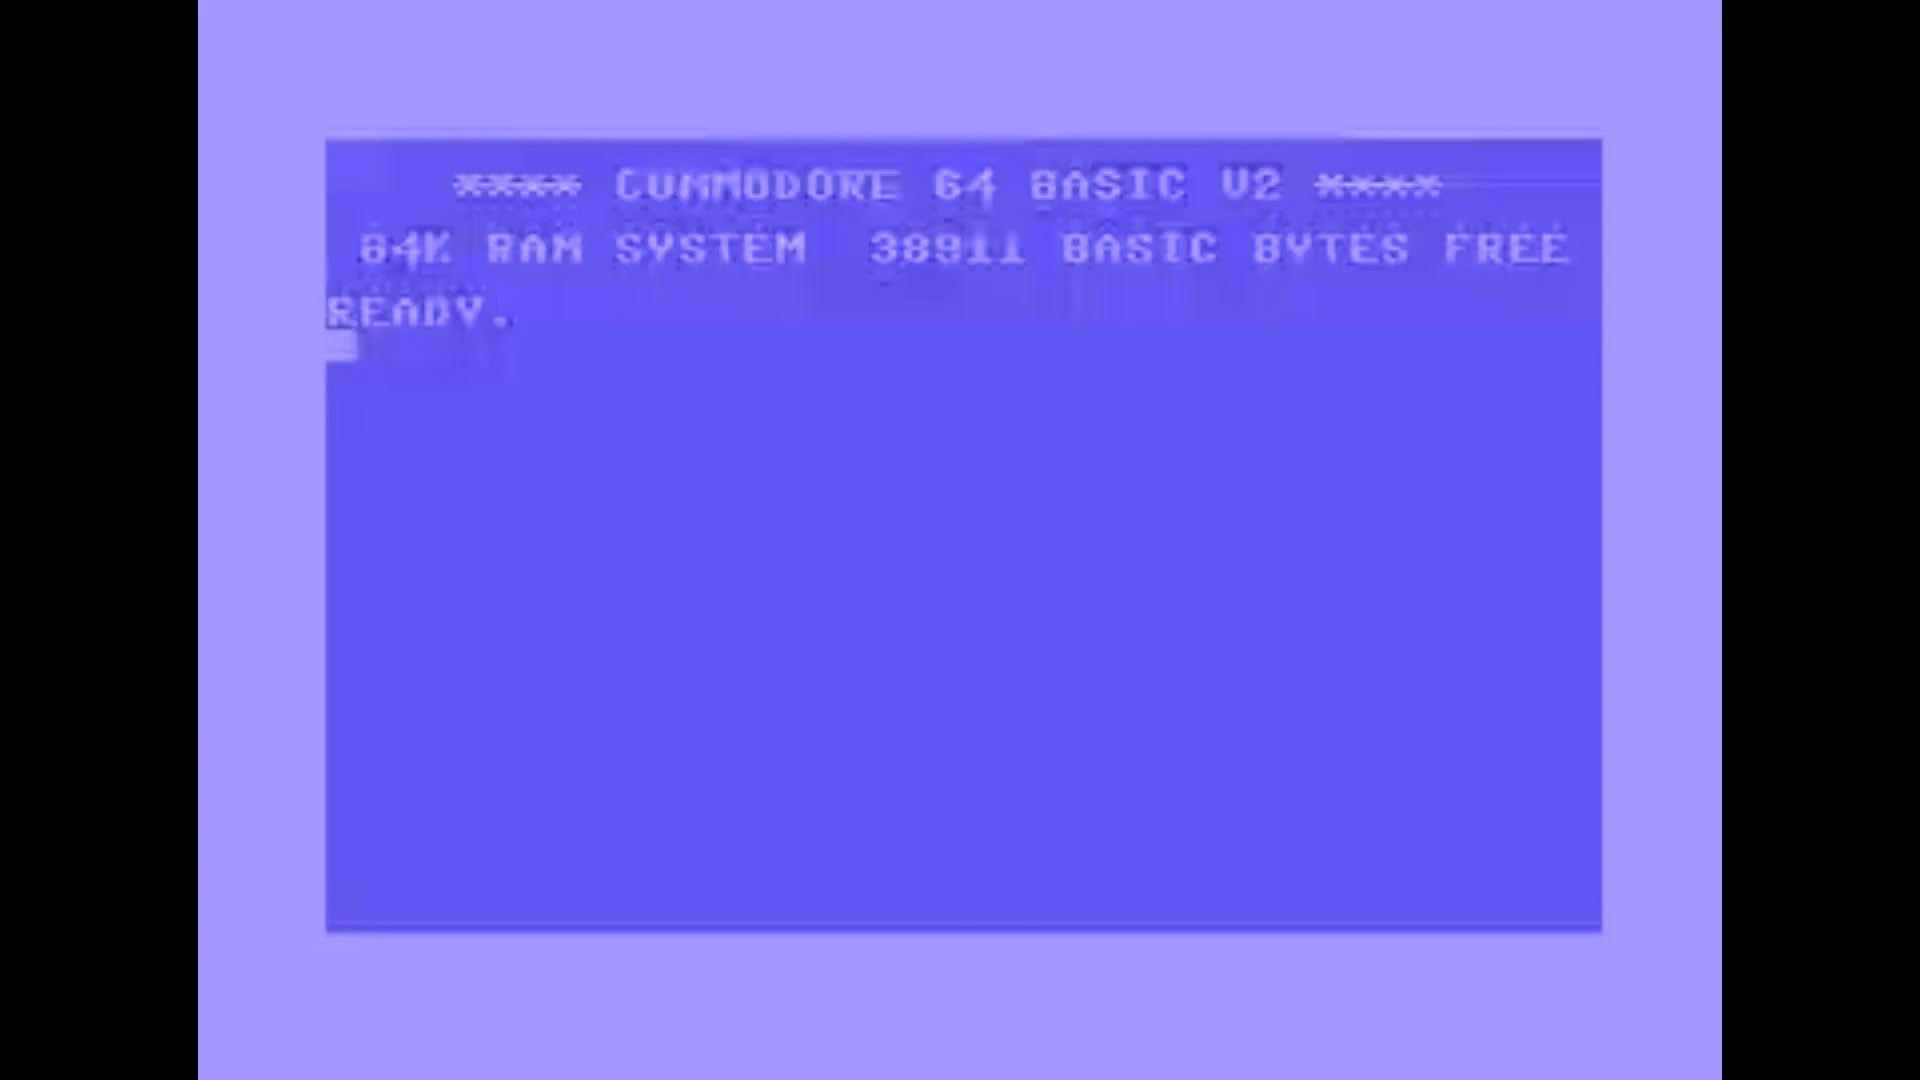 **** COMMODORE 64 BASIC V2 ****
64K RAM SYSTEM  38911 BASIC BYTES FREE
READY.